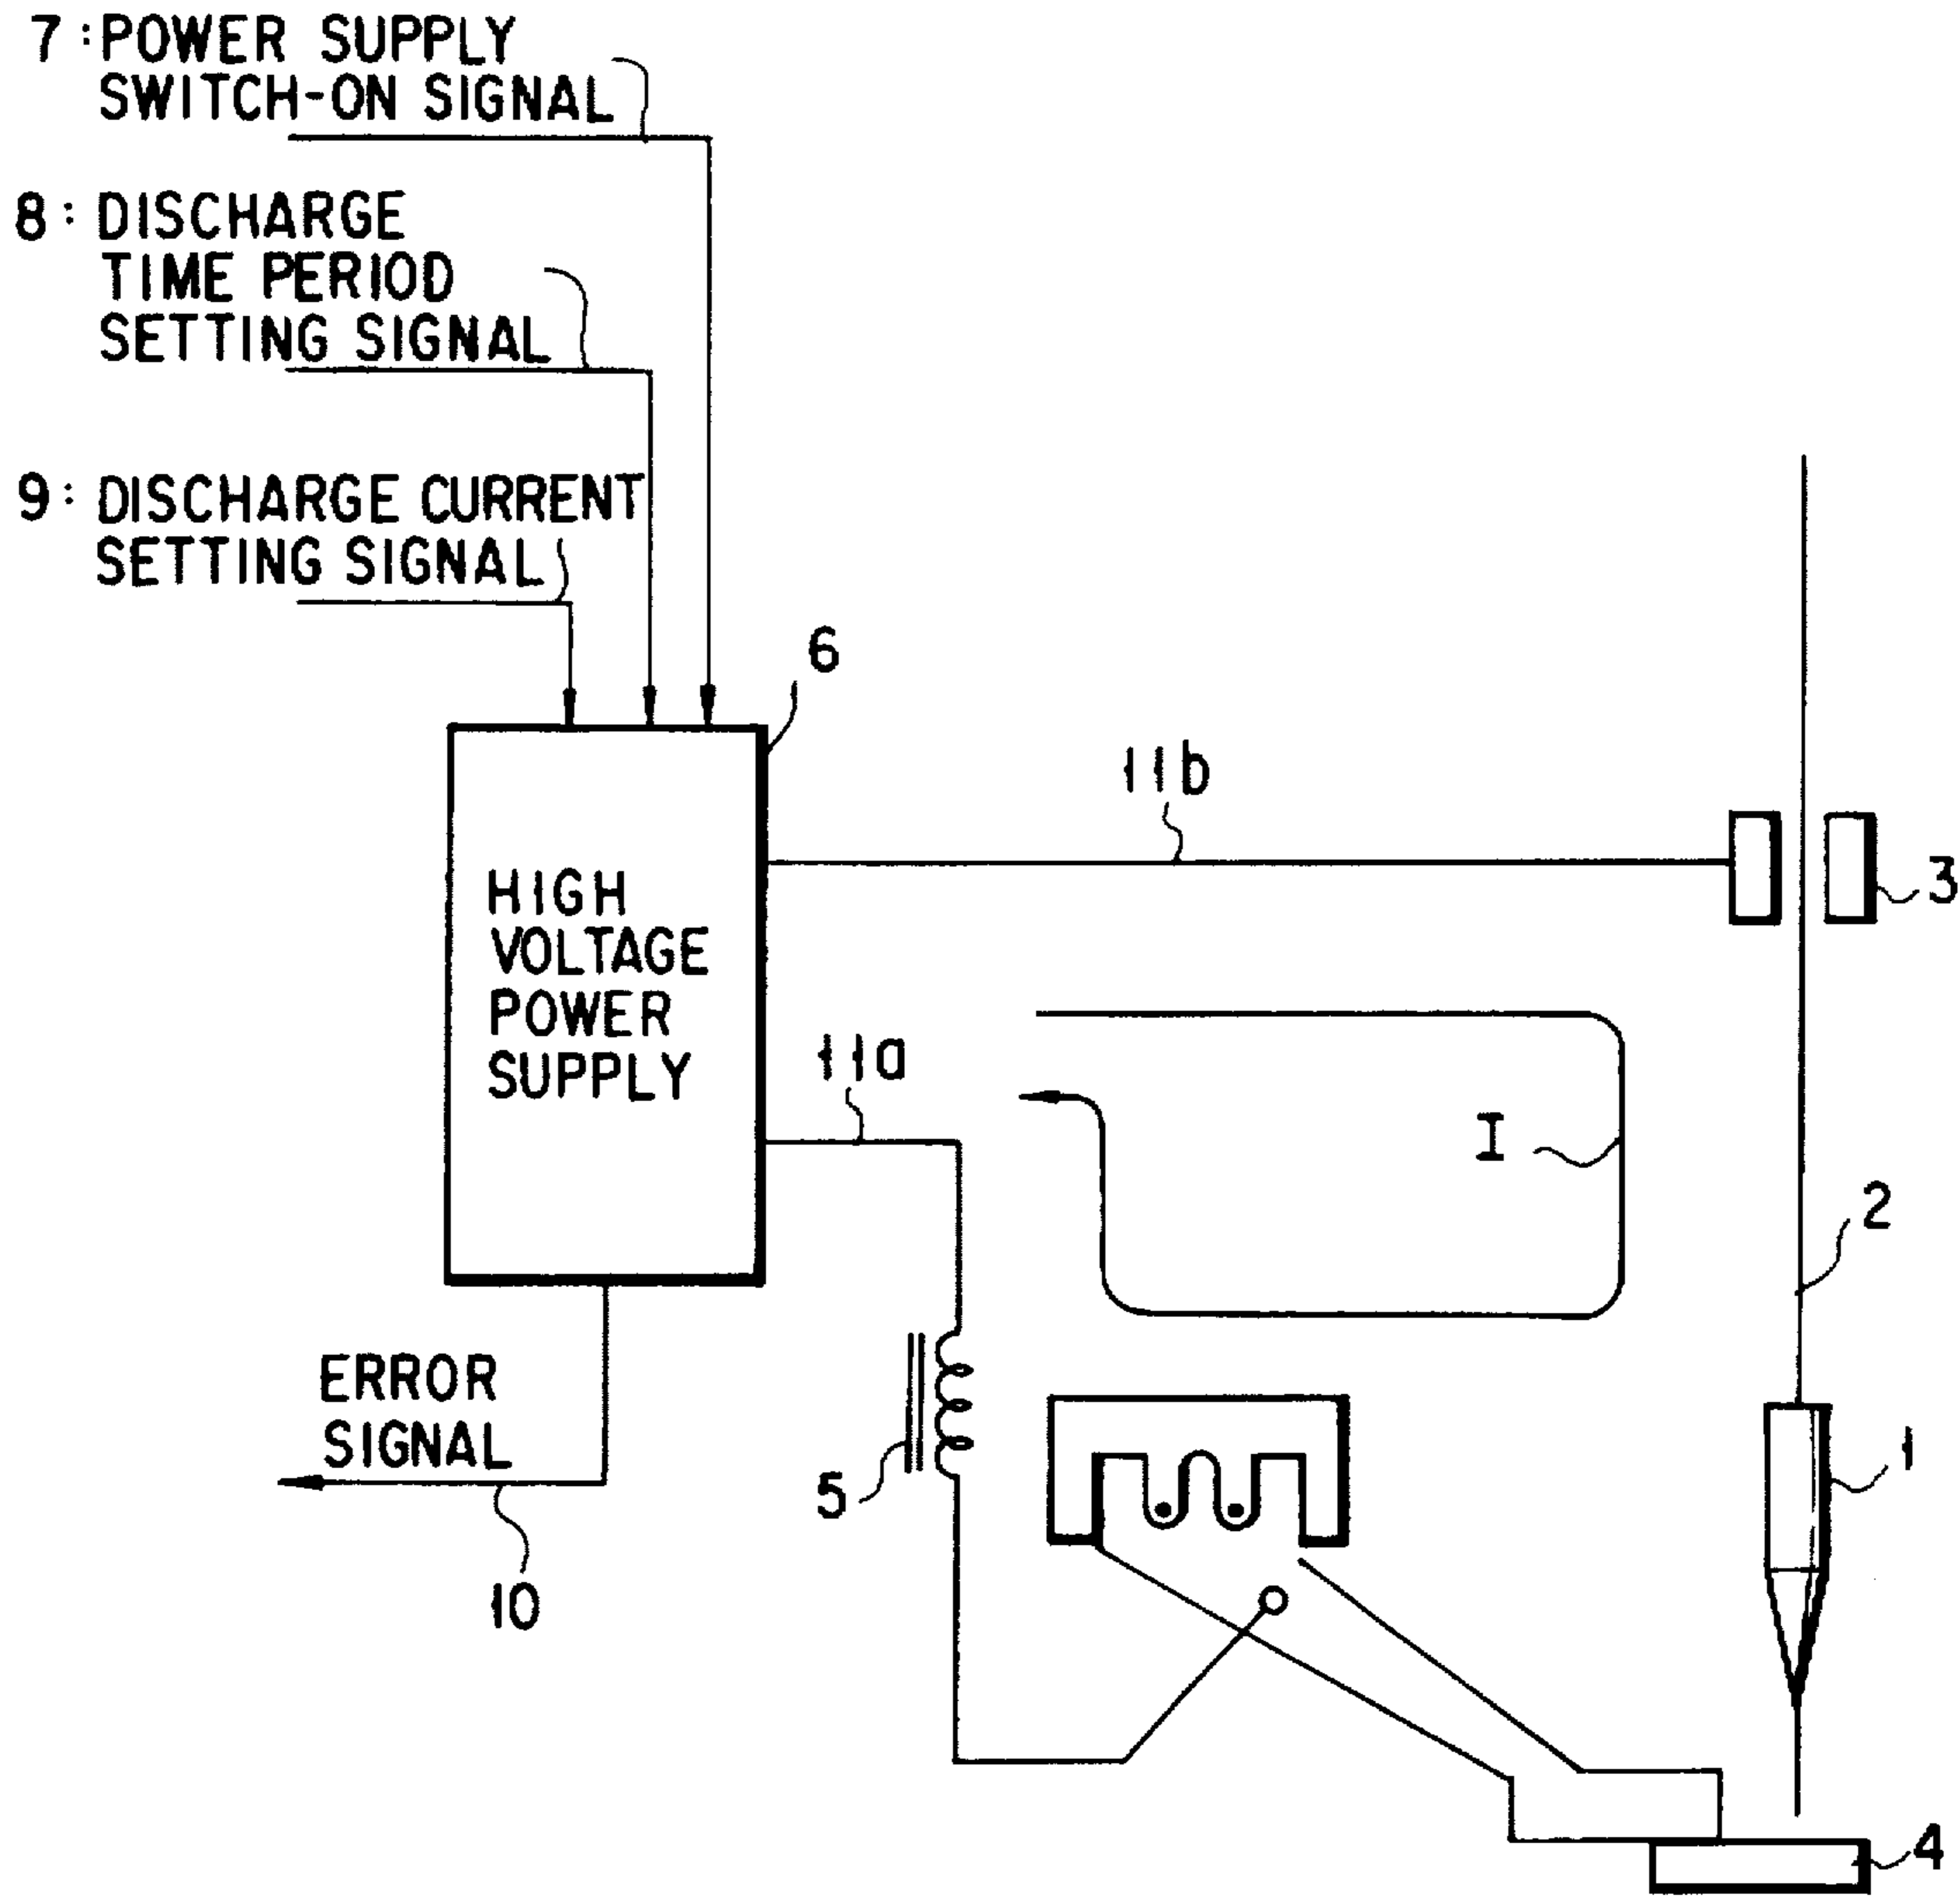 7 : POWER SUPPLY
SWITCH-ON SIGNAL
8 : DISCHARGE
TIME PERIOD
SETTING SIGNAL
9 : DISCHARGE CURRENT
SETTING SIGNAL
6
11b
3
HIGH
VOLTAGE
POWER
SUPPLY
11a
I
2
ERROR
SIGNAL
5
1
10
4